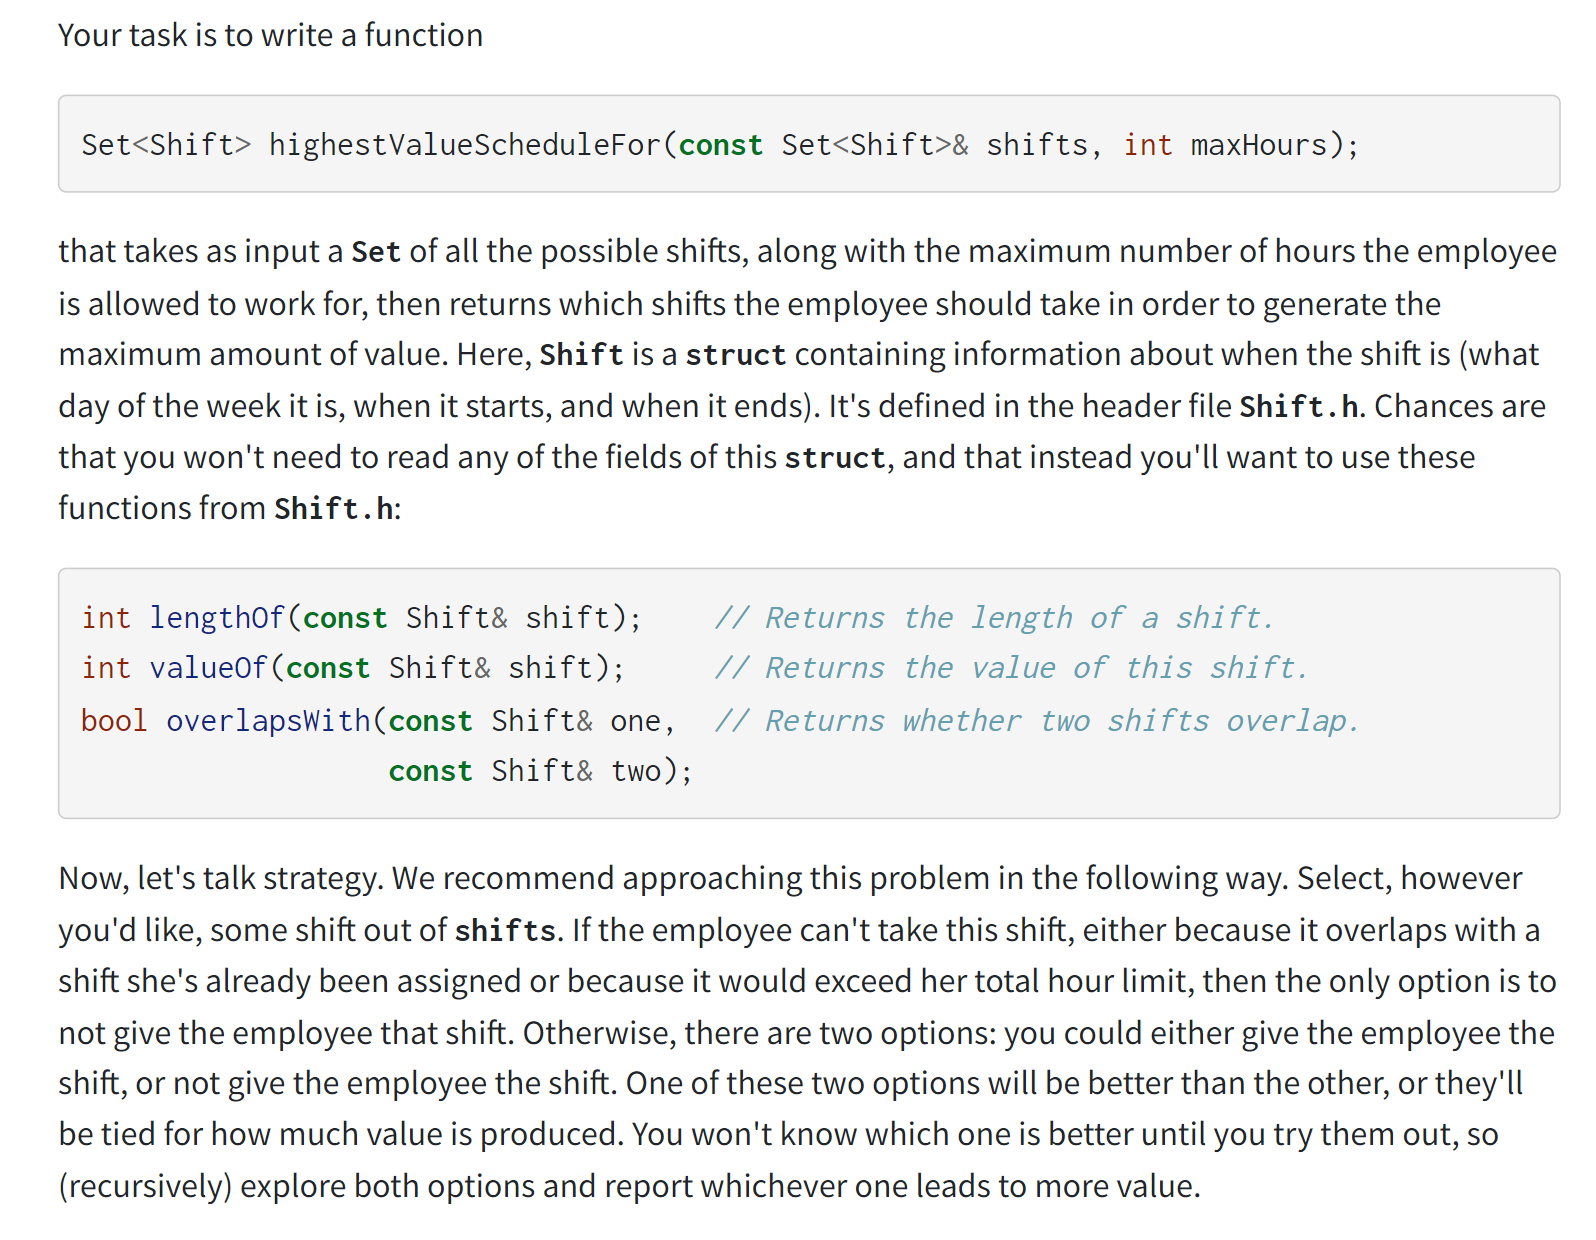 Your task is to write a function
Set<Shift> highestValueScheduleFor(const Set<Shift>& shifts, int maxHours);
that takes as input a Set of all the possible shifts, along with the maximum number of hours the employee
is allowed to work for, then returns which shifts the employee should take in order to generate the
maximum amount of value. Here, Shift is a struct containing information about when the shift is (what
day of the week it is, when it starts, and when it ends). It's defined in the header file Shift.h. Chances are
that you won't need to read any of the fields of this struct, and that instead you'll want to use these
functions from Shift.h:
int lengthOf(const Shift& shift);    // Returns the length of a shift.
int valueOf(const Shift& shift);     // Returns the value of this shift.
bool overlapsWith(const Shift& one,  // Returns whether two shifts overlap.
                  const Shift& two);
Now, let's talk strategy. We recommend approaching this problem in the following way. Select, however
you'd like, some shift out of shifts. If the employee can't take this shift, either because it overlaps with a
shift she's already been assigned or because it would exceed her total hour limit, then the only option is to
not give the employee that shift. Otherwise, there are two options: you could either give the employee the
shift, or not give the employee the shift. One of these two options will be better than the other, or they'll
be tied for how much value is produced. You won't know which one is better until you try them out, so
(recursively) explore both options and report whichever one leads to more value.